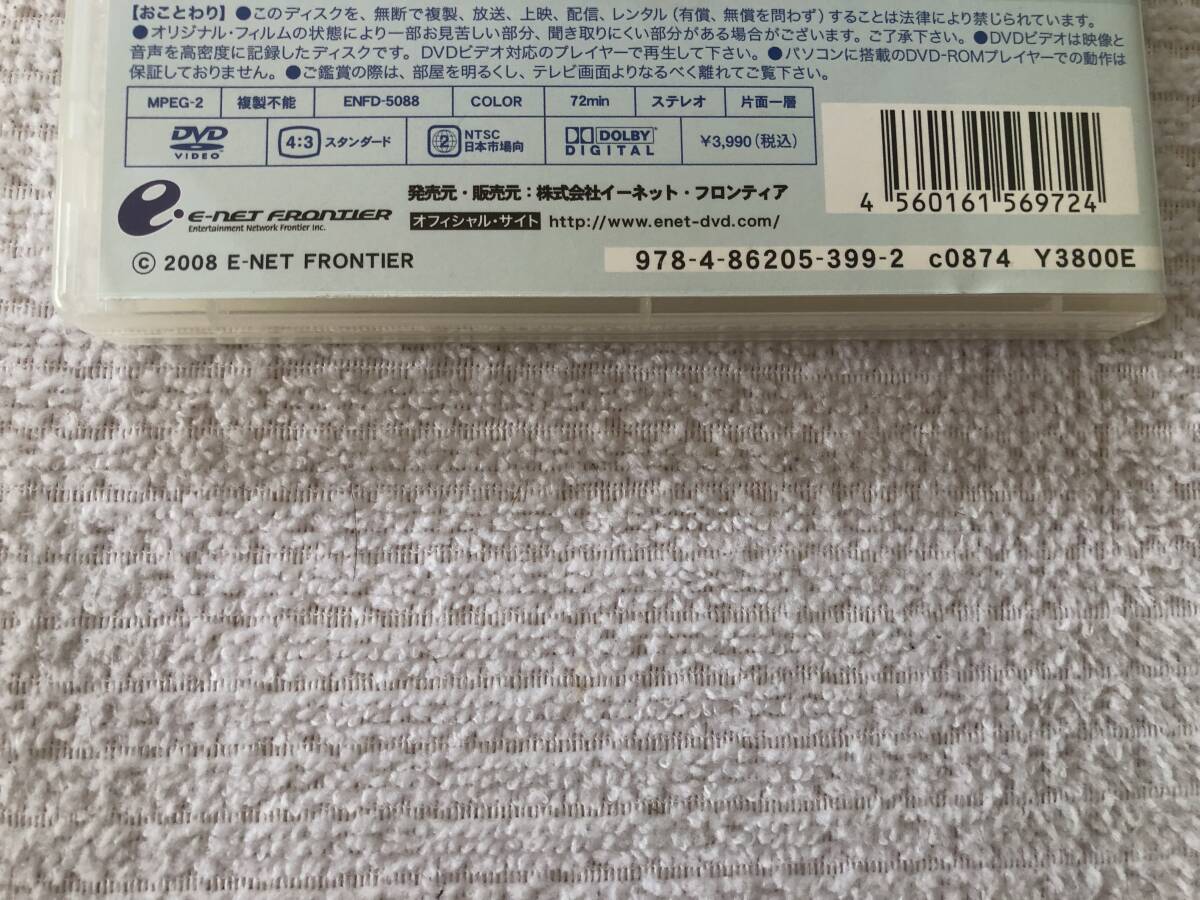 【おことわり】●このディスクを、無断で複製、放送、上映、配信、レンタル（有償、無償を問わず）することは法律により禁じられています。
●オリジナル・フィルムの状態により一部お見苦しい部分、聞き取りにくい部分がある場合がございます。ご了承下さい。●DVDビデオは映像と
音声を高密度に記録したディスクです。DVDビデオ対応のプレイヤーで再生して下さい。●パソコンに搭載のDVD-ROMプレイヤーでの動作は
保証しておりません。●ご鑑賞の際は、部屋を明るくし、テレビ画面よりなるべく離れてご覧下さい。
MPEG-2 複製不能 ENFD-5088 COLOR 72min ステレオ 片面一層
DVD VIDEO 4:3 スタンダード 2 NTSC 日本市場向 DOLBY DIGITAL ¥3,990（税込）
4 560161 569724
e E-NET FRONTIER
Entertainment Network Frontier Inc.
発売元・販売元：株式会社イーネット・フロンティア
オフィシャル・サイト http://www.enet-dvd.com/
© 2008 E-NET FRONTIER
978-4-86205-399-2 c0874 Y3800E